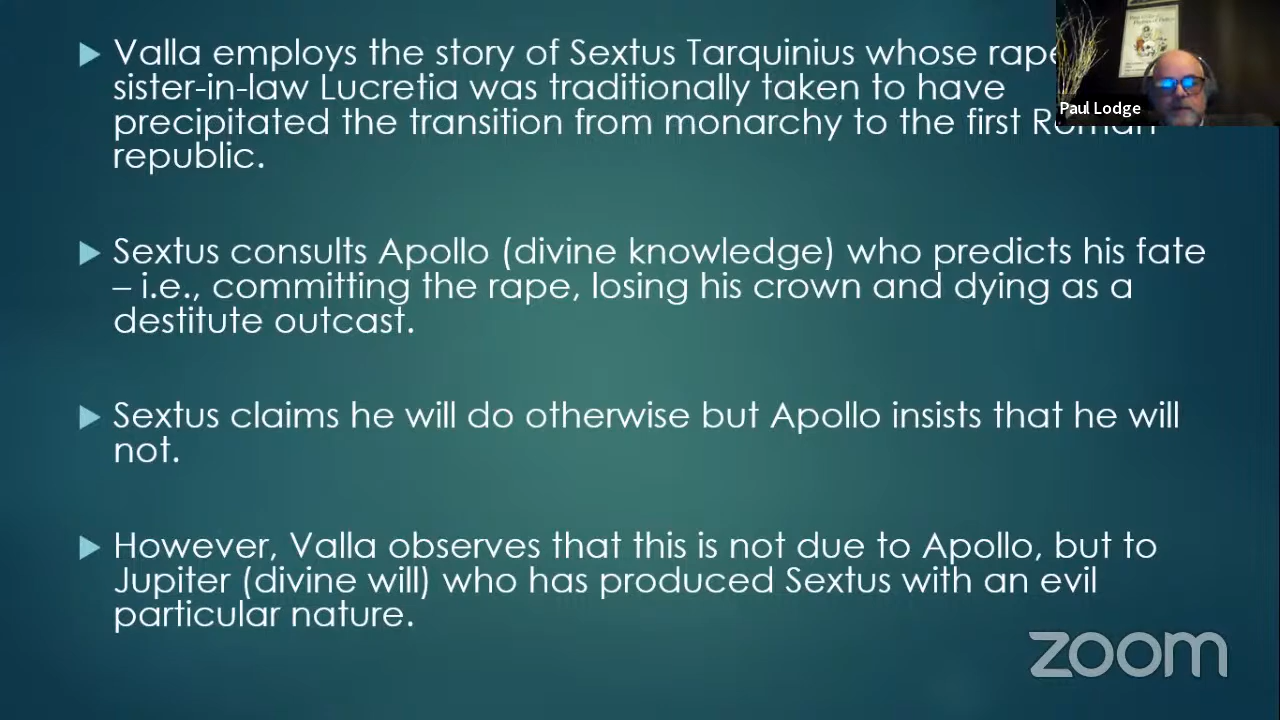 Valla employs the story of Sextus Tarquinius whose rape
sister-in-law Lucretia was traditionally taken to have
precipitated the transition from monarchy to the first Roman
republic.
Sextus consults Apollo (divine knowledge) who predicts his fate
– i.e., committing the rape, losing his crown and dying as a
destitute outcast.
Sextus claims he will do otherwise but Apollo insists that he will
not.
However, Valla observes that this is not due to Apollo, but to
Jupiter (divine will) who has produced Sextus with an evil
particular nature.
Paul Lodge
zoom